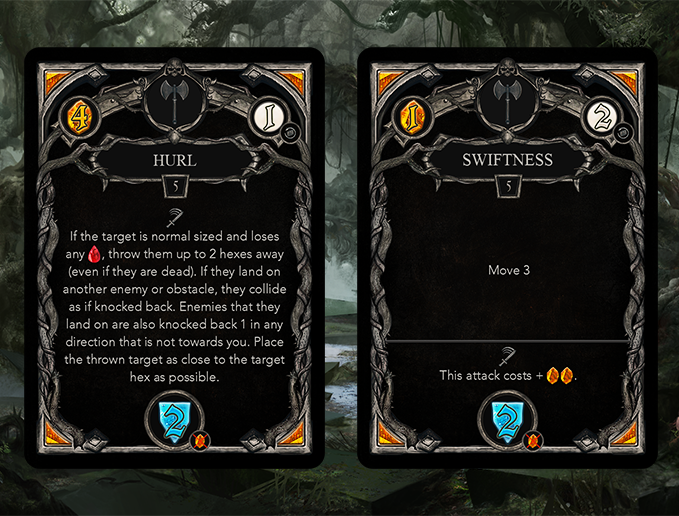 4 1
HURL
5
If the target is normal sized and loses
any , throw them up to 2 hexes away
(even if they are dead). If they land on
another enemy or obstacle, they collide
as if knocked back. Enemies that they
land on are also knocked back 1 in any
direction that is not towards you. Place
the thrown target as close to the target
hex as possible.
2
1 2
SWIFTNESS
5
Move 3
This attack costs + .
2